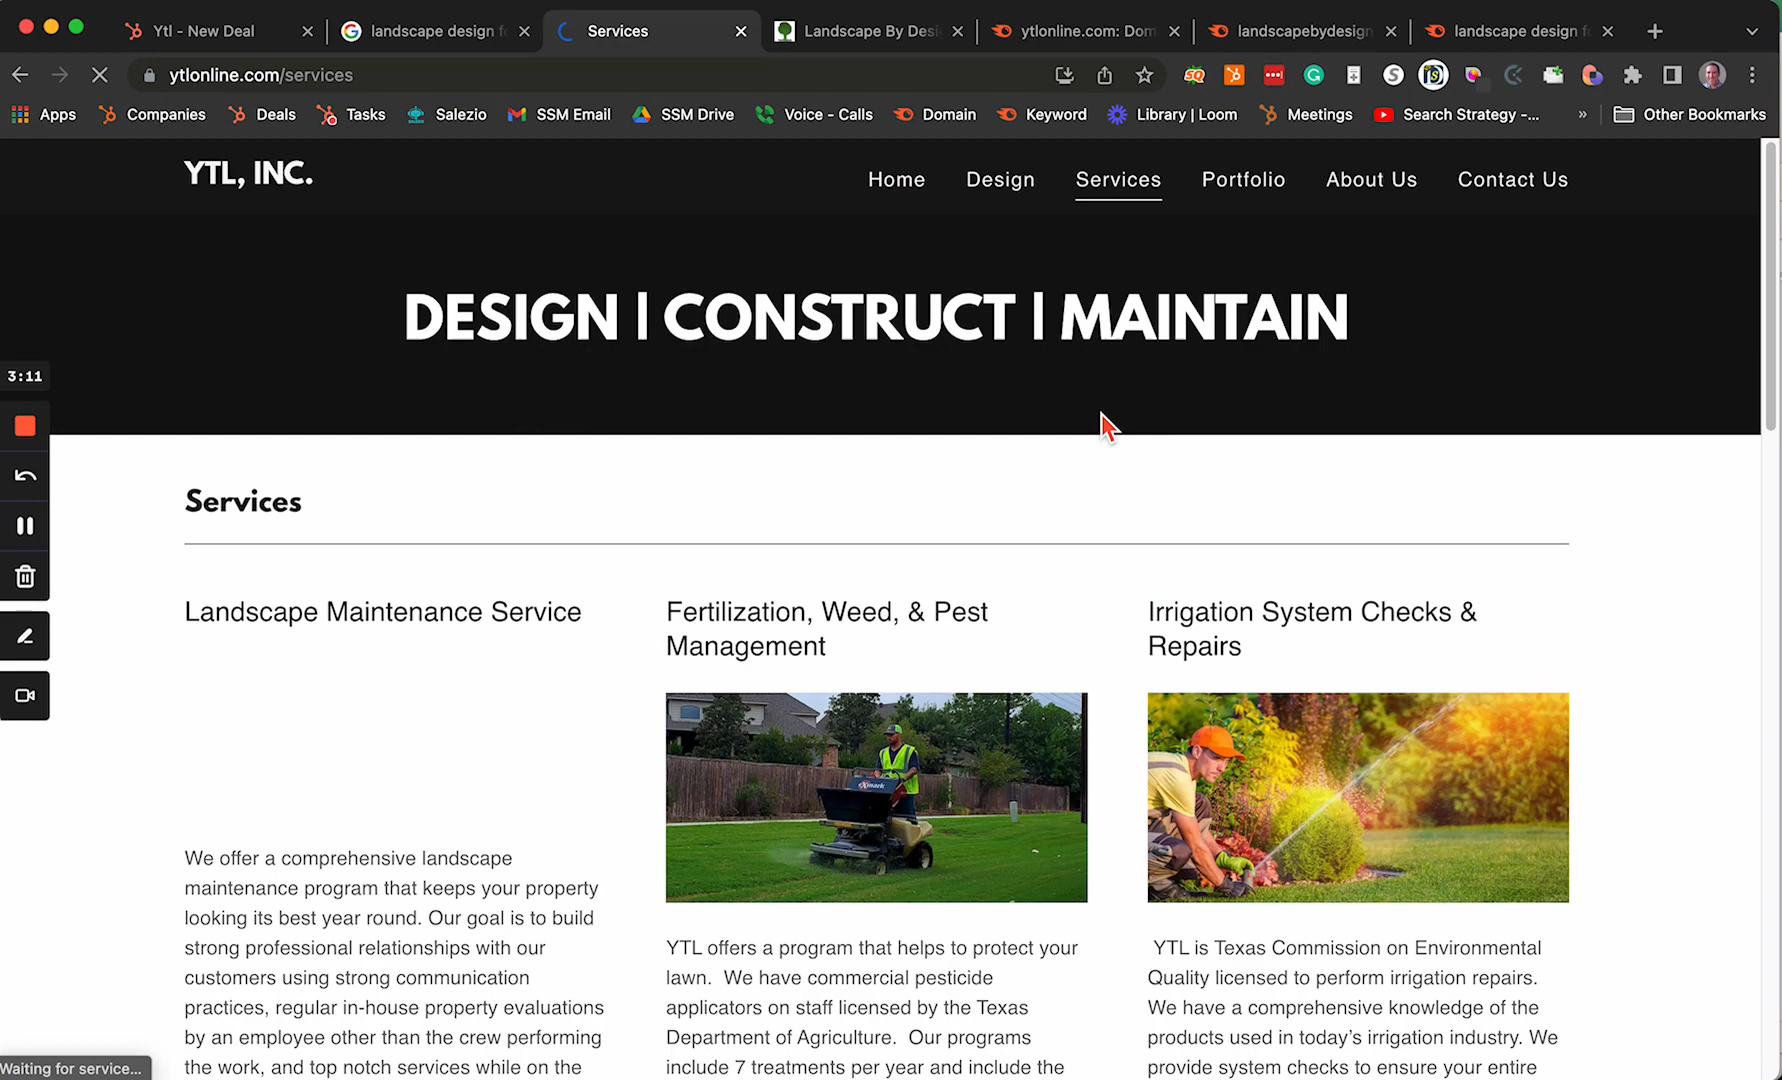 Ytl - New Deal
landscape design f
Services
Landscape By Desi
ytlonline.com: Dom
landscapebydesign
landscape design f
ytlonline.com/services
Apps
Companies
Deals
Tasks
Salezio
SSM Email
SSM Drive
Voice - Calls
Domain
Keyword
Library | Loom
Meetings
Search Strategy -...
»
Other Bookmarks
YTL, INC.
Home
Design
Services
Portfolio
About Us
Contact Us
DESIGN | CONSTRUCT | MAINTAIN
3:11
Services
Landscape Maintenance Service
We offer a comprehensive landscape
maintenance program that keeps your property
looking its best year round. Our goal is to build
strong professional relationships with our
customers using strong communication
practices, regular in-house property evaluations
by an employee other than the crew performing
the work, and top notch services while on the
Fertilization, Weed, & Pest
Management
eXmark
YTL offers a program that helps to protect your
lawn. We have commercial pesticide
applicators on staff licensed by the Texas
Department of Agriculture. Our programs
include 7 treatments per year and include the
Irrigation System Checks &
Repairs
YTL is Texas Commission on Environmental
Quality licensed to perform irrigation repairs.
We have a comprehensive knowledge of the
products used in today's irrigation industry. We
provide system checks to ensure your entire
Waiting for service...